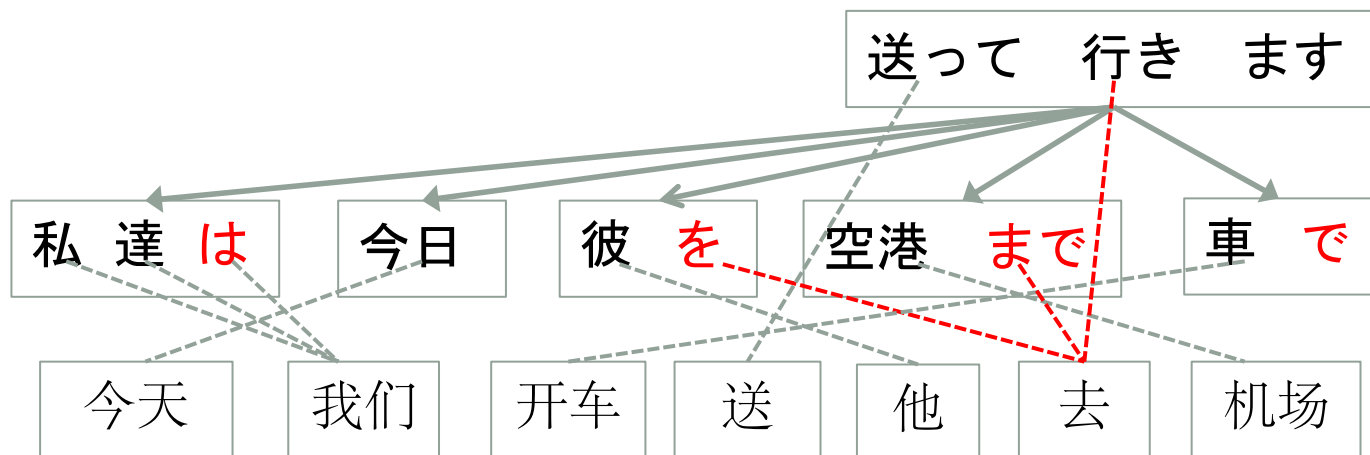 送って 行き ます
私 達 は 今日 彼 を 空港 まで 車 で
今天 我们 开车 送 他 去 机场